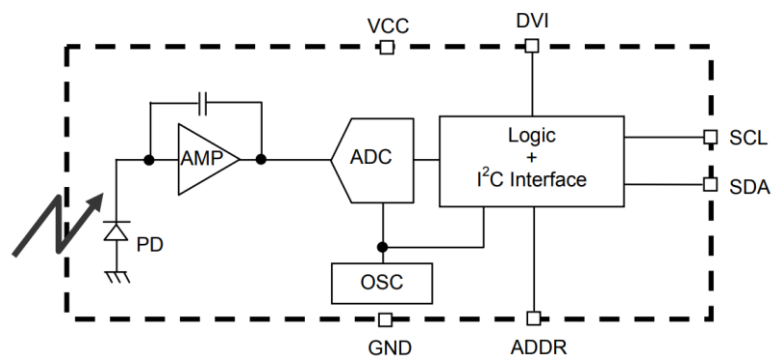 VCC
DVI
AMP
ADC
Logic
+
I²C Interface
SCL
SDA
PD
OSC
GND
ADDR